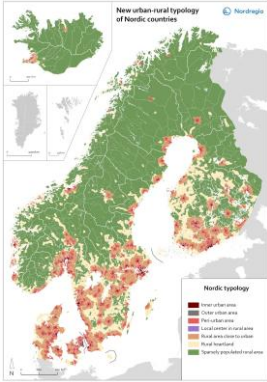 New urban-rural typology
of Nordic countries
Nordregio
Nordic typology
Inner urban area
Outer urban area
Peri-urban area
Local center in rural area
Rural area close to urban
Rural heartland
Sparsely populated rural area
N